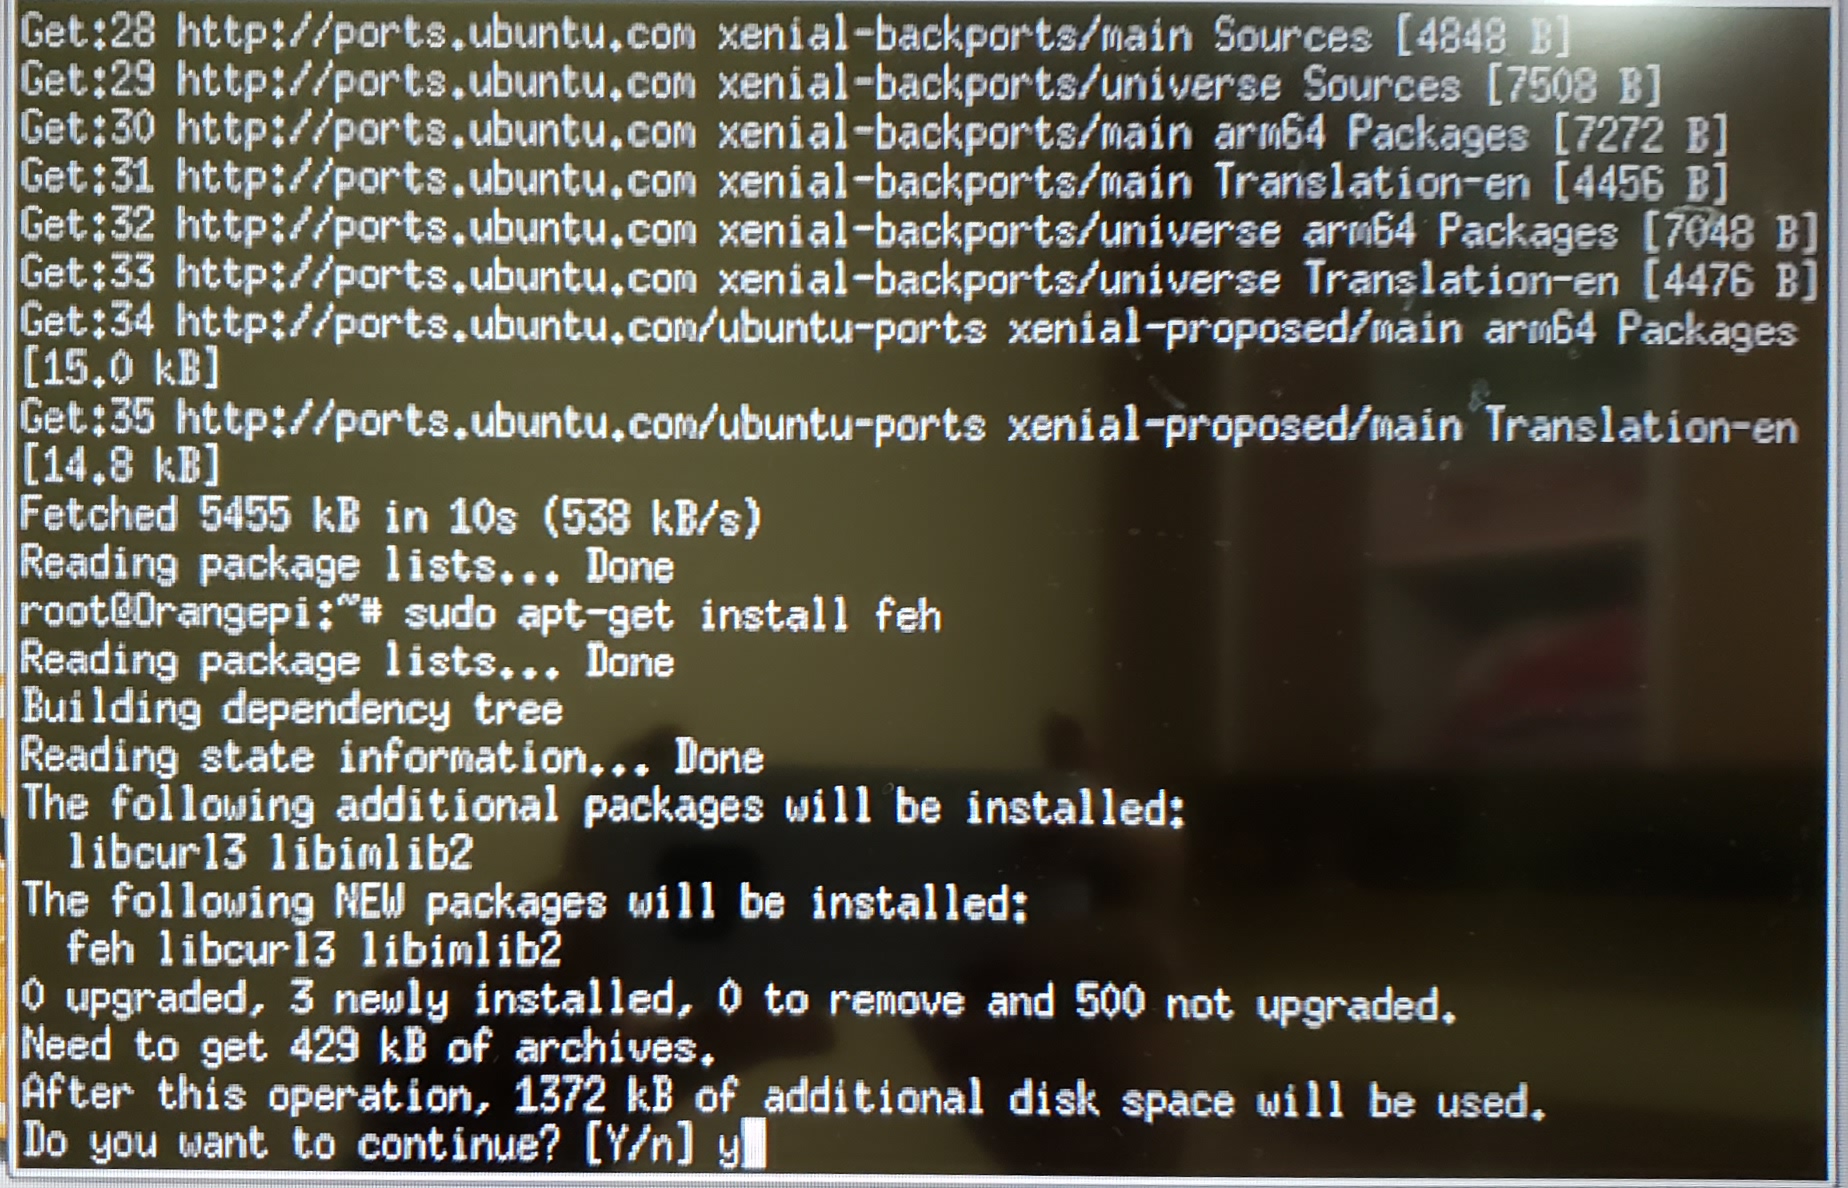 Get:28 http://ports.ubuntu.com xenial-backports/main Sources [4848 B]
Get:29 http://ports.ubuntu.com xenial-backports/universe Sources [7508 B]
Get:30 http://ports.ubuntu.com xenial-backports/main arm64 Packages [7272 B]
Get:31 http://ports.ubuntu.com xenial-backports/main Translation-en [4456 B]
Get:32 http://ports.ubuntu.com xenial-backports/universe arm64 Packages [7048 B]
Get:33 http://ports.ubuntu.com xenial-backports/universe Translation-en [4476 B]
Get:34 http://ports.ubuntu.com/ubuntu-ports xenial-proposed/main arm64 Packages
[15.0 kB]
Get:35 http://ports.ubuntu.com/ubuntu-ports xenial-proposed/main Translation-en
[14.8 kB]
Fetched 5455 kB in 10s (538 kB/s)
Reading package lists... Done
root@Orangepi:~# sudo apt-get install feh
Reading package lists... Done
Building dependency tree
Reading state information... Done
The following additional packages will be installed:
  libcurl3 libimlib2
The following NEW packages will be installed:
  feh libcurl3 libimlib2
0 upgraded, 3 newly installed, 0 to remove and 500 not upgraded.
Need to get 429 kB of archives.
After this operation, 1372 kB of additional disk space will be used.
Do you want to continue? [Y/n] y